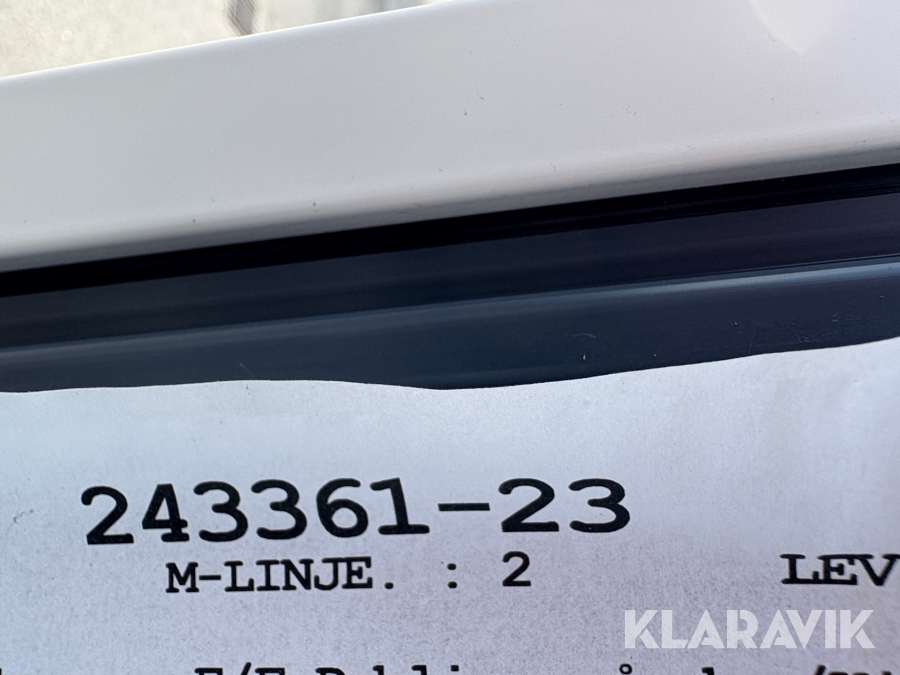 243361-23
M-LINJE. : 2 LEV
KLARAVIK